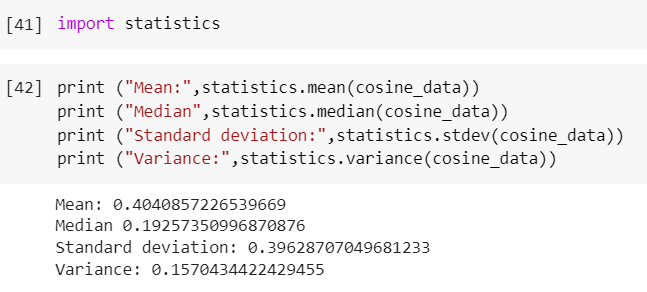 [41] import statistics
[42] print ("Mean:",statistics.mean(cosine_data))
print ("Median",statistics.median(cosine_data))
print ("Standard deviation:",statistics.stdev(cosine_data))
print ("Variance:",statistics.variance(cosine_data))
Mean: 0.4040857226539669
Median 0.19257350996870876
Standard deviation: 0.39628707049681233
Variance: 0.1570434422429455